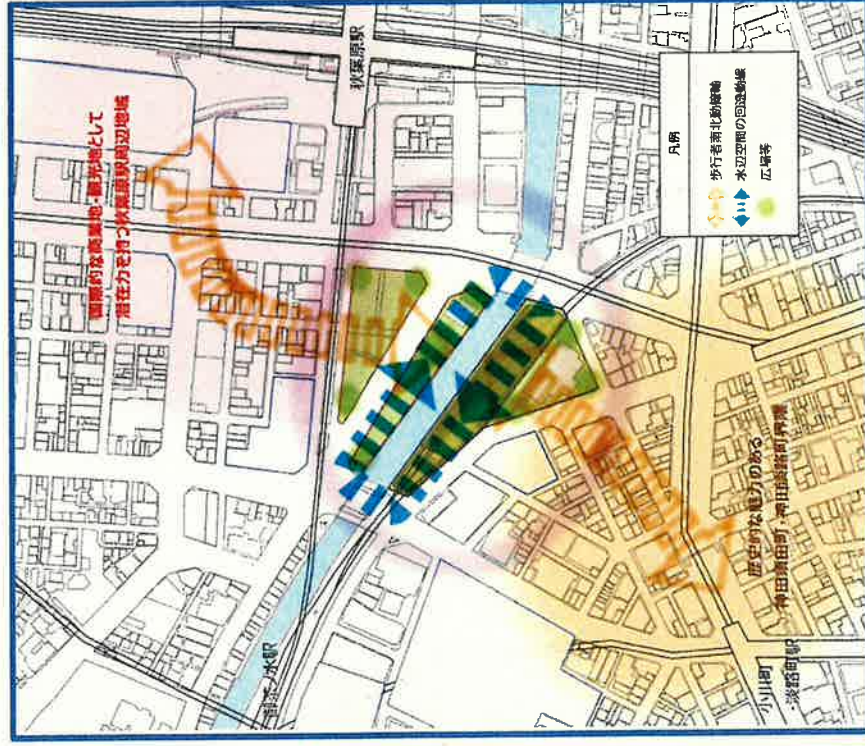 国際的な商業地・観光地として
潜在力を持つ秋葉原駅周辺地域
秋葉原駅
御茶ノ水駅
歴史的な魅力のある
神田須田町・神田淡路町界隈
小川町
・淡路町駅
凡例
歩行者南北動線軸
水辺空間の回遊動線
広場等